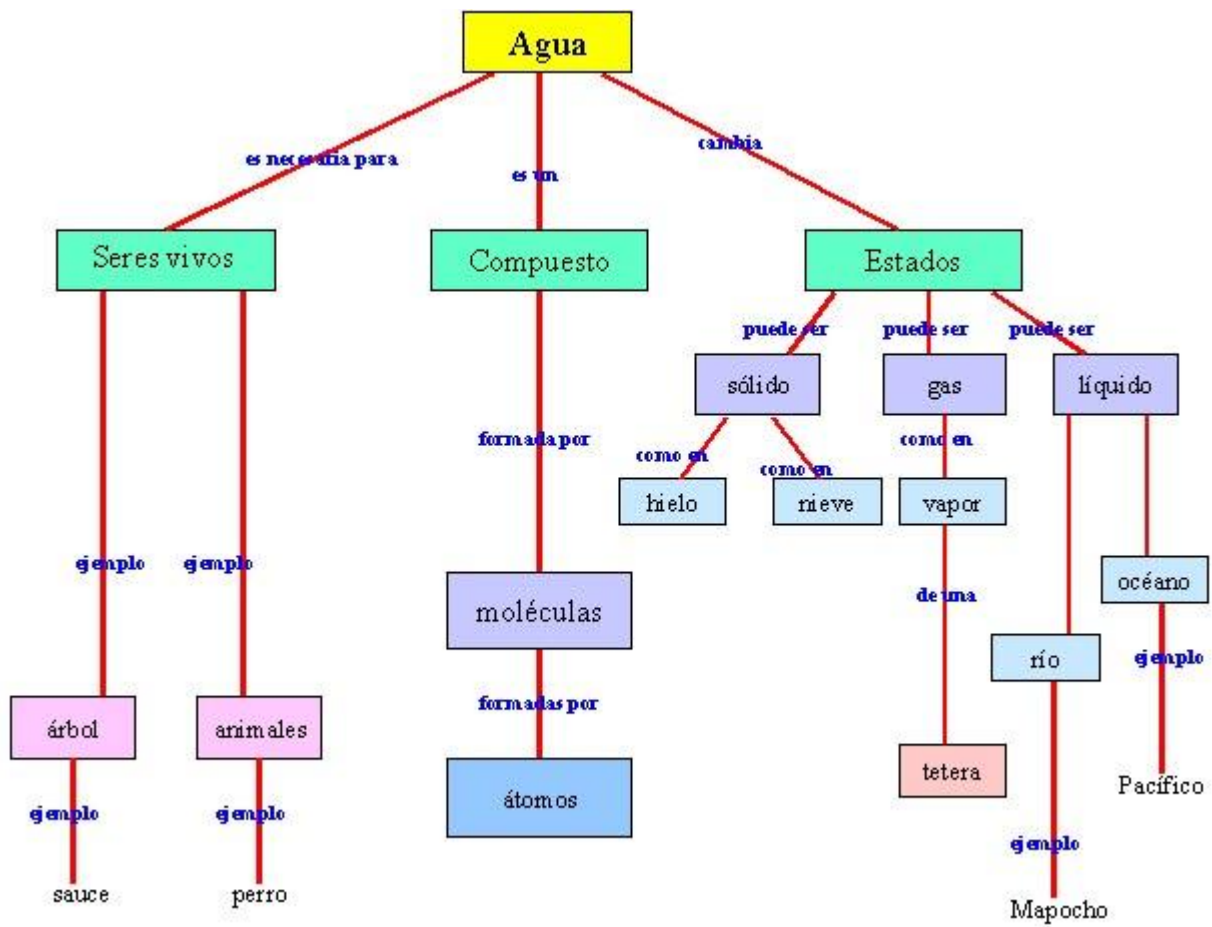 Agua
es necesaria para
es un
cambia
Seres vivos
Compuesto
Estados
puede ser
puede ser
puede ser
sólido
gas
líquido
formada por
como en
como en
como en
hielo
nieve
vapor
ejemplo
ejemplo
moléculas
de una
océano
río
ejemplo
formadas por
árbol
animales
átomos
tetera
Pacífico
ejemplo
ejemplo
ejemplo
sauce
perro
Mapocho